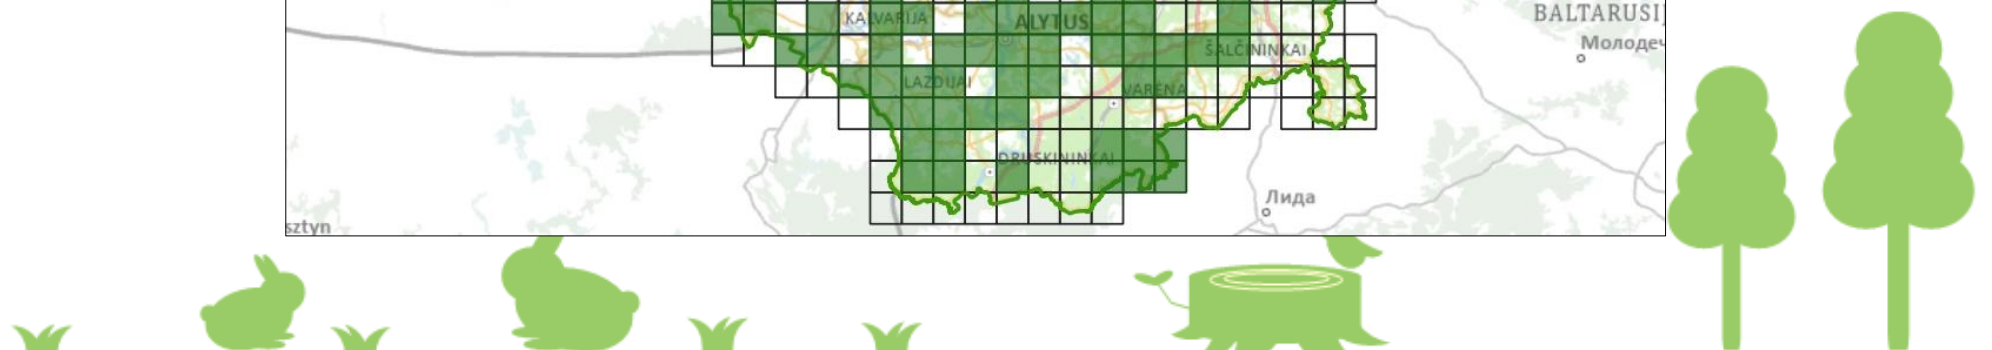 KALVARIJA
ALYTUS
BALTARUSI
Молодеч
ŠALČININKAI
LAZDIJAI
VARĖNA
DRUSKININKAI
Лида
sztyn